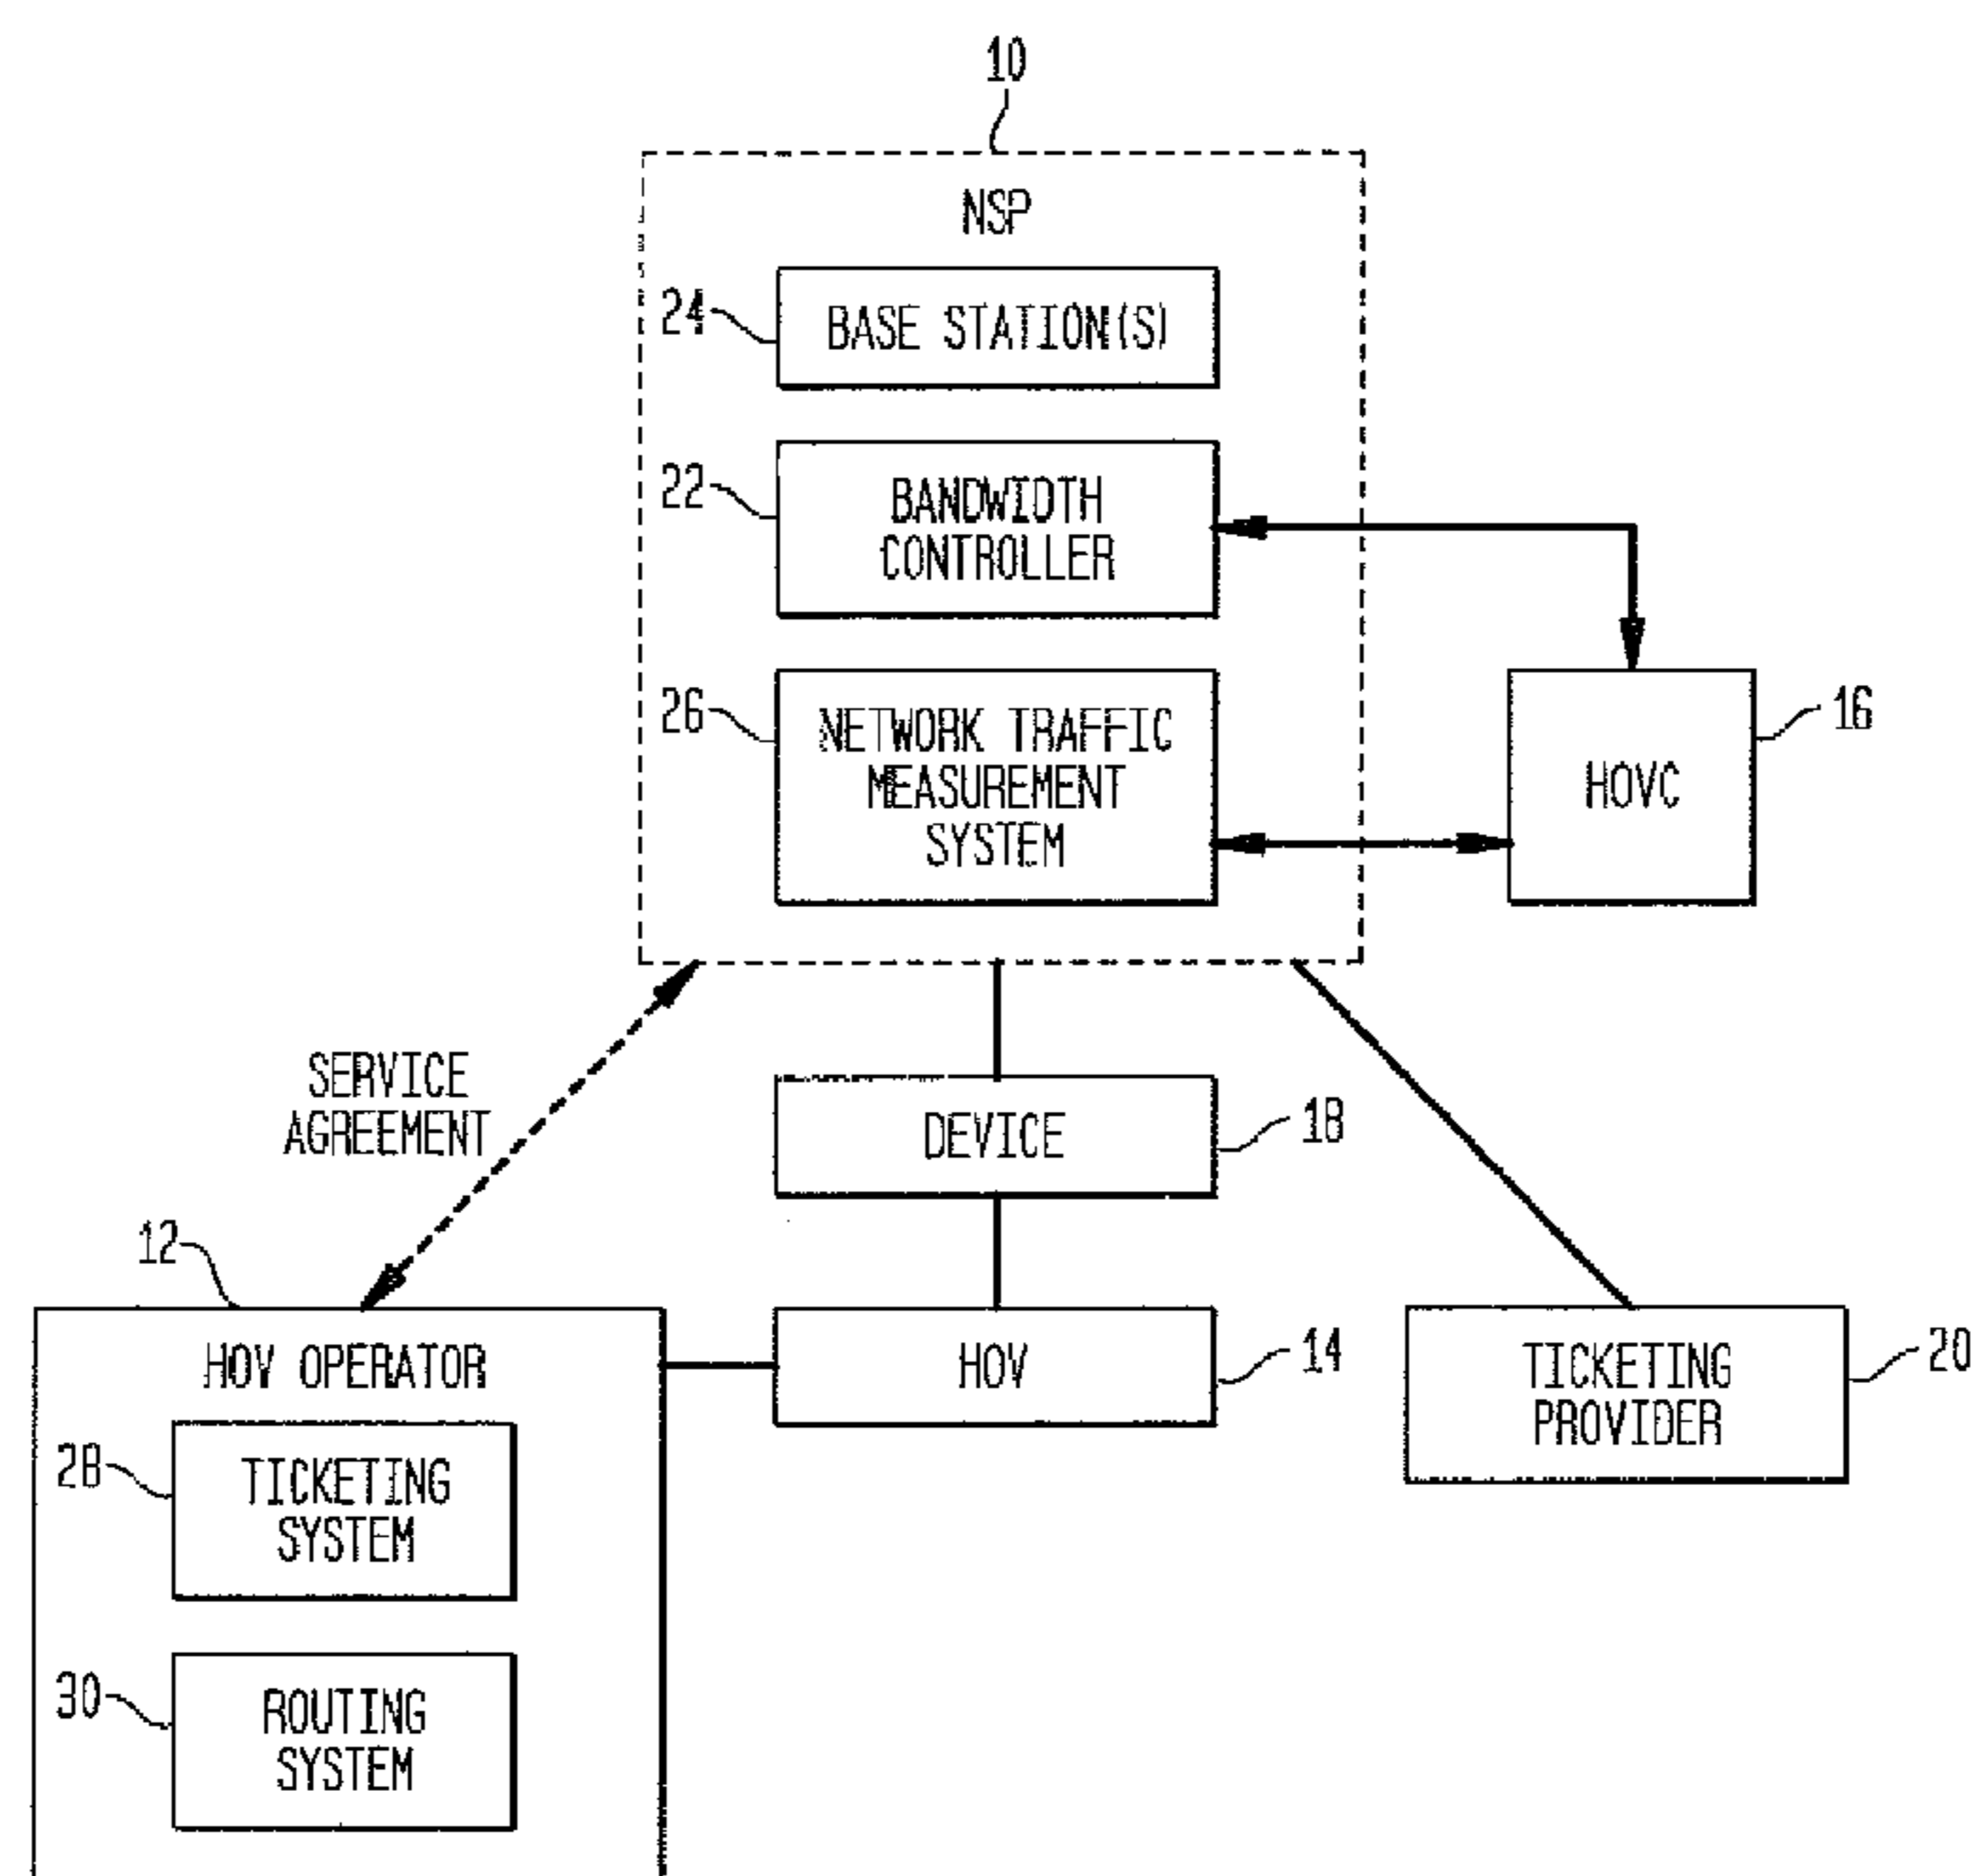 10
NSP
24
BASE STATION(S)
22
BANDWIDTH
CONTROLLER
26
NETWORK TRAFFIC
MEASUREMENT
SYSTEM
HOVC
16
SERVICE
AGREEMENT
DEVICE
18
12
HOV OPERATOR
HOV
14
TICKETING
PROVIDER
20
28
TICKETING
SYSTEM
30
ROUTING
SYSTEM